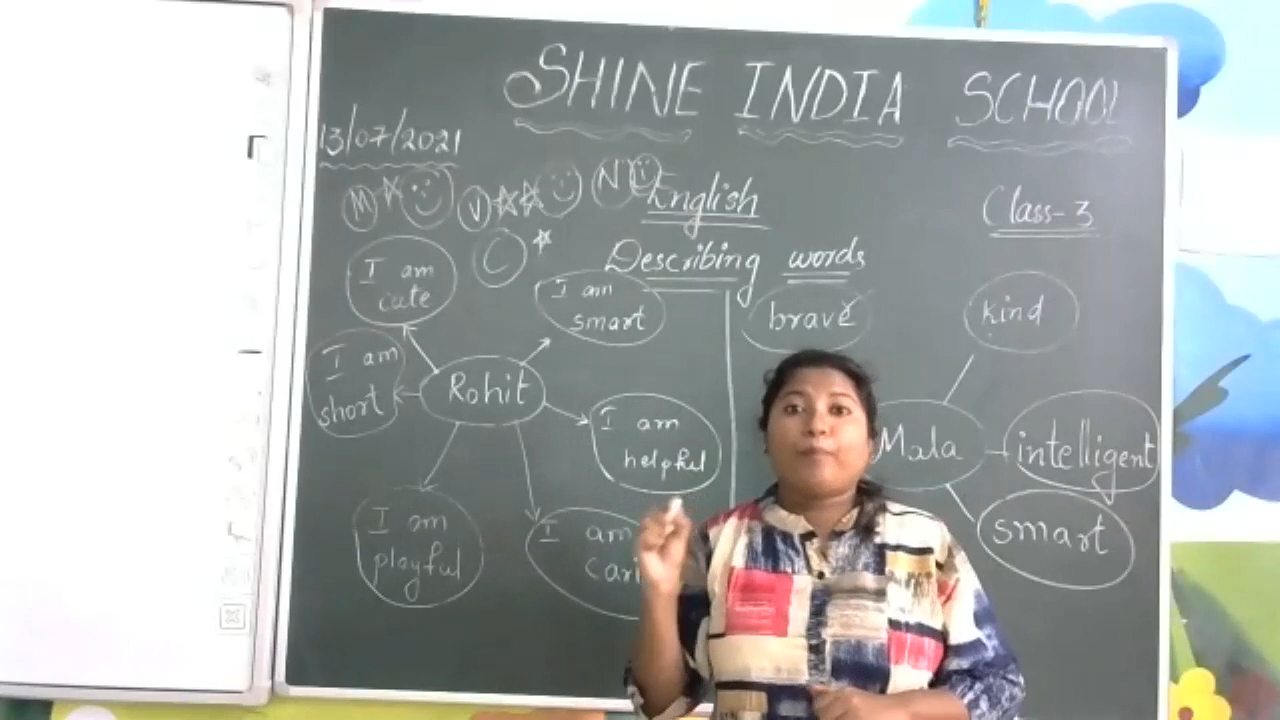 SHINE INDIA SCHOOL
13/07/2021
M V N
English
Class-3
C
Describing words
I am
cute
I am
smart
brave
kind
I am
short
Rohit
I am
helpful
Mala
intelligent
I am
playful
I am
smart